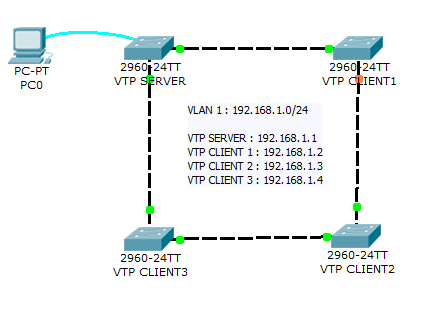 PC-PT
PC0
2960-24TT
VTP SERVER
2960-24TT
VTP CLIENT1
VLAN 1 : 192.168.1.0/24
VTP SERVER : 192.168.1.1
VTP CLIENT 1 : 192.168.1.2
VTP CLIENT 2 : 192.168.1.3
VTP CLIENT 3 : 192.168.1.4
2960-24TT
VTP CLIENT3
2960-24TT
VTP CLIENT2